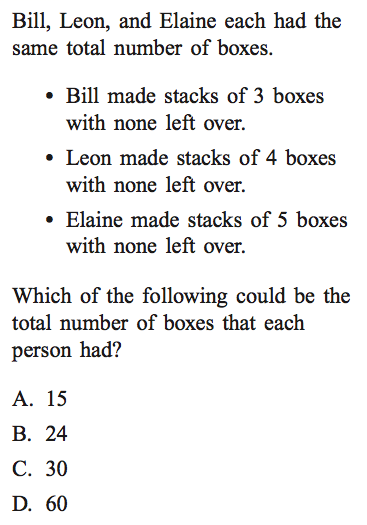 Bill, Leon, and Elaine each had the
same total number of boxes.
• Bill made stacks of 3 boxes
with none left over.
• Leon made stacks of 4 boxes
with none left over.
• Elaine made stacks of 5 boxes
with none left over.
Which of the following could be the
total number of boxes that each
person had?
A. 15
B. 24
C. 30
D. 60